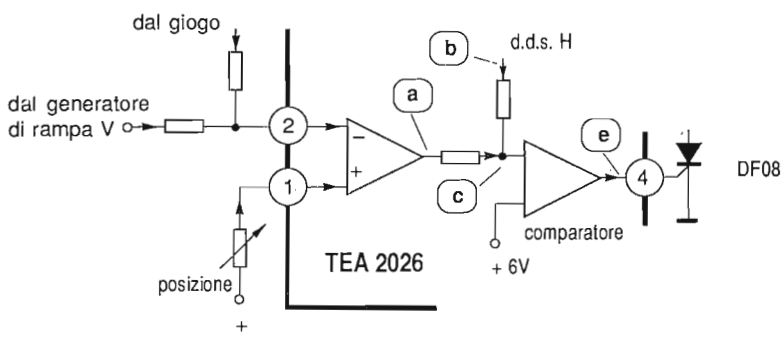 dal giogo
dal generatore
di rampa V
2
1
−
+
a
b
d.d.s. H
c
e
4
DF08
comparatore
+ 6V
TEA 2026
posizione
+